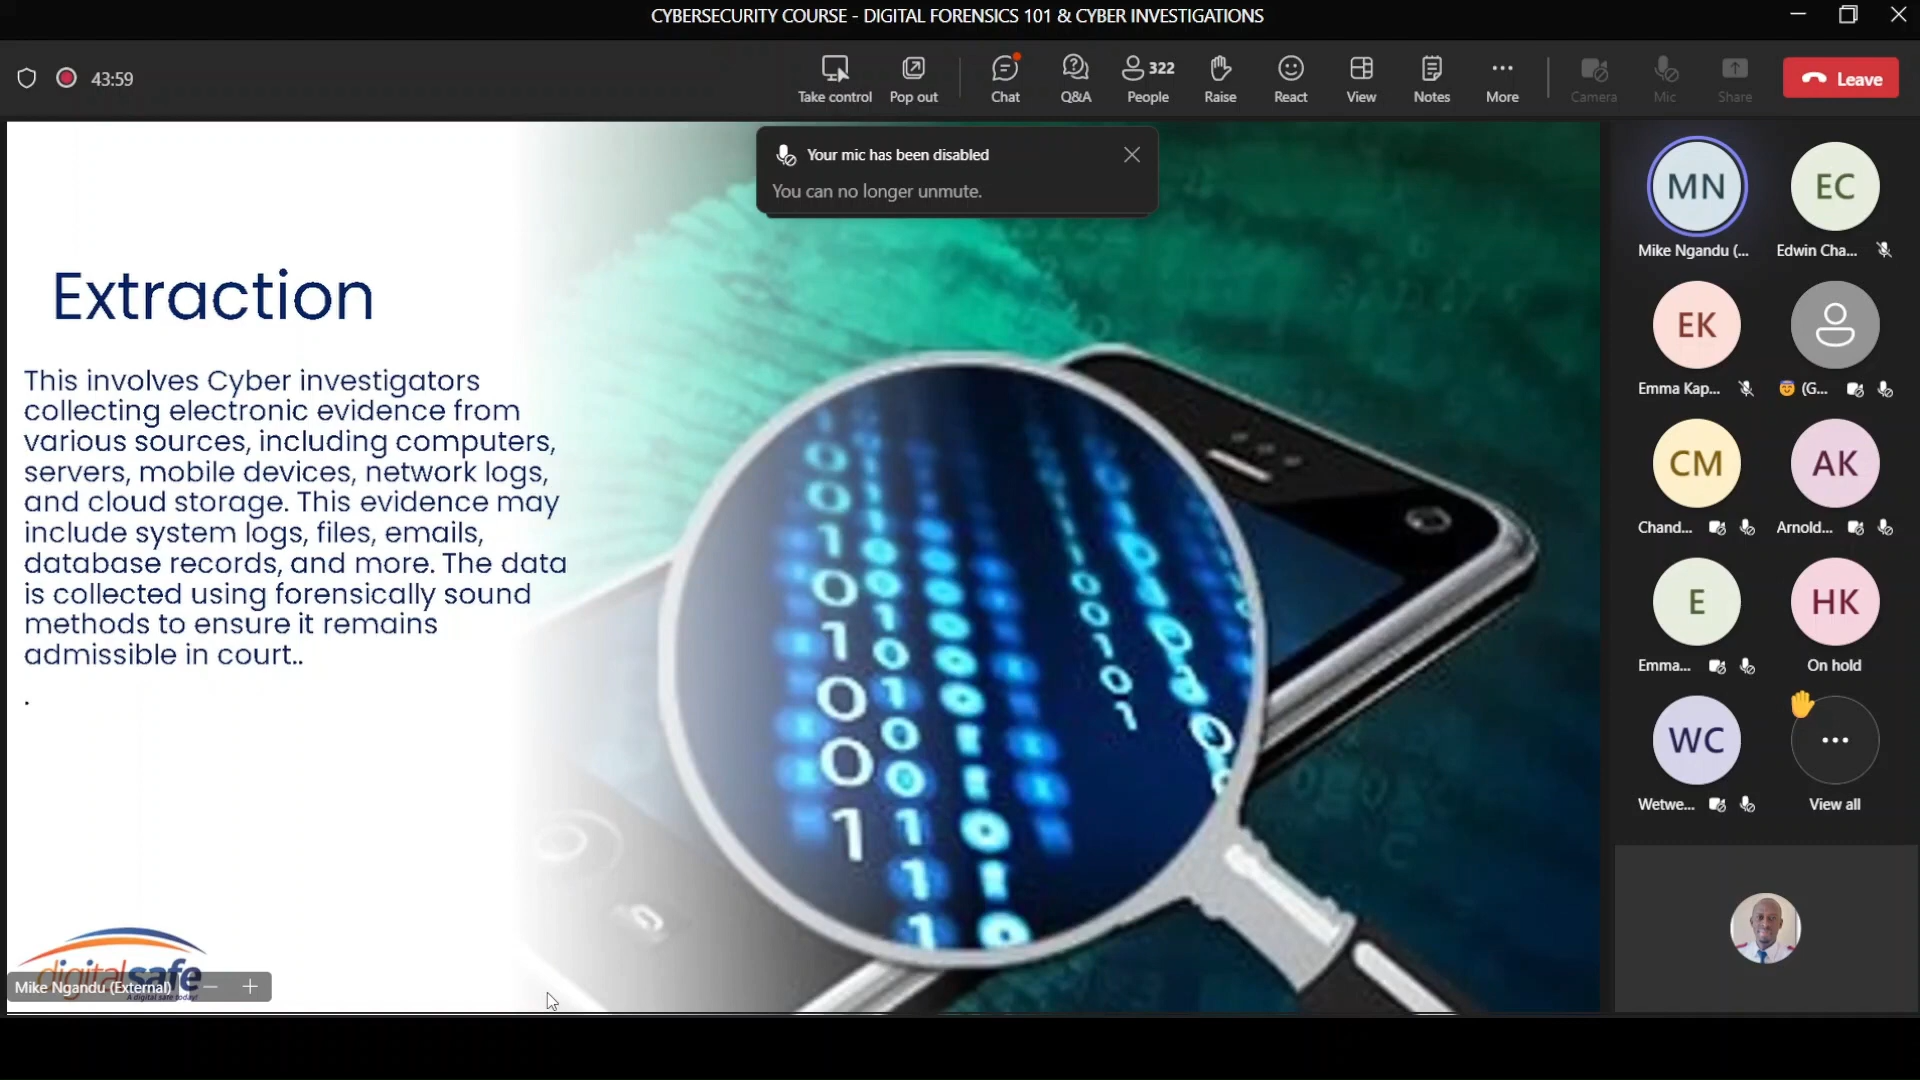 CYBERSECURITY COURSE - DIGITAL FORENSICS 101 & CYBER INVESTIGATIONS
43:59
Take control
Pop out
Chat
Q&A
322
People
Raise
React
View
Notes
More
Camera
Mic
Share
Leave
Your mic has been disabled
You can no longer unmute.
Extraction
This involves Cyber investigators
collecting electronic evidence from
various sources, including computers,
servers, mobile devices, network logs,
and cloud storage. This evidence may
include system logs, files, emails,
database records, and more. The data
is collected using forensically sound
methods to ensure it remains
admissible in court..
.
digitalsafe
A digital safe today!
Mike Ngandu (External)
MN
Mike Ngandu (...
EC
Edwin Cha...
EK
Emma Kap...
(G...
CM
Chand...
AK
Arnold...
E
Emma...
HK
On hold
WC
Wetwe...
View all